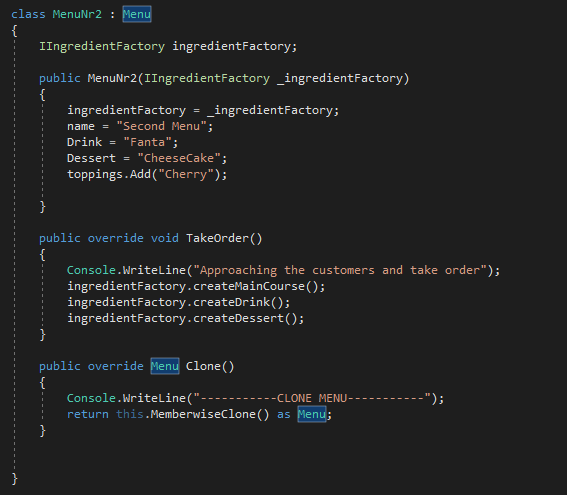 class MenuNr2 : Menu
{
IIngredientFactory ingredientFactory;
public MenuNr2(IIngredientFactory _ingredientFactory)
{
ingredientFactory = _ingredientFactory;
name = "Second Menu";
Drink = "Fanta";
Dessert = "CheeseCake";
toppings.Add("Cherry");
}
public override void TakeOrder()
{
Console.WriteLine("Approaching the customers and take order");
ingredientFactory.createMainCourse();
ingredientFactory.createDrink();
ingredientFactory.createDessert();
}
public override Menu Clone()
{
Console.WriteLine("-----------CLONE MENU-----------");
return this.MemberwiseClone() as Menu;
}
}